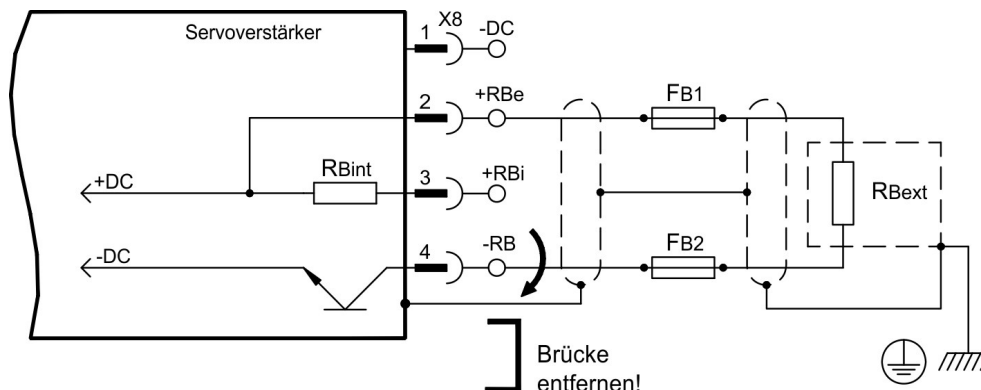 X8
Servoverstärker
1
-DC
2
+RBe
FB1
+DC
RBint
3
+RBi
RBext
-DC
4
-RB
FB2
Brücke
entfernen!